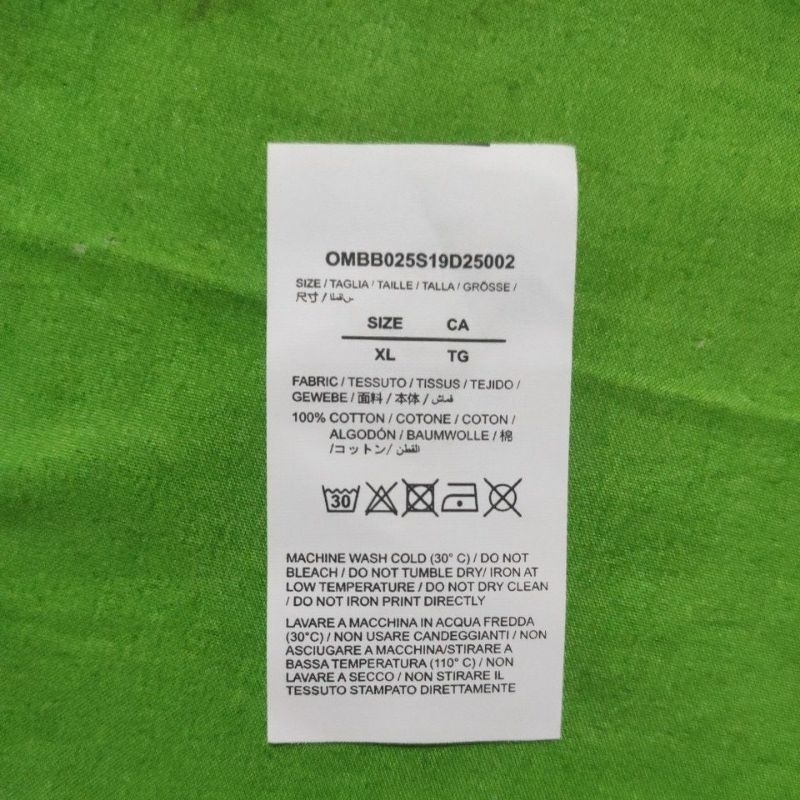 OMBB025S19D25002
SIZE / TAGLIA / TAILLE / TALLA / GRÖSSE /
尺寸 /
SIZE CA
XL TG
FABRIC / TESSUTO / TISSUS / TEJIDO /
GEWEBE / 面料 / 本体 / قماش
100% COTTON / COTONE / COTON /
ALGODÓN / BAUMWOLLE / 棉
/コットン/ القطن
30
MACHINE WASH COLD (30° C) / DO NOT
BLEACH / DO NOT TUMBLE DRY/ IRON AT
LOW TEMPERATURE / DO NOT DRY CLEAN
/ DO NOT IRON PRINT DIRECTLY
LAVARE A MACCHINA IN ACQUA FREDDA
(30°C) / NON USARE CANDEGGIANTI / NON
ASCIUGARE A MACCHINA/STIRARE A
BASSA TEMPERATURA (110° C) / NON
LAVARE A SECCO / NON STIRARE IL
TESSUTO STAMPATO DIRETTAMENTE